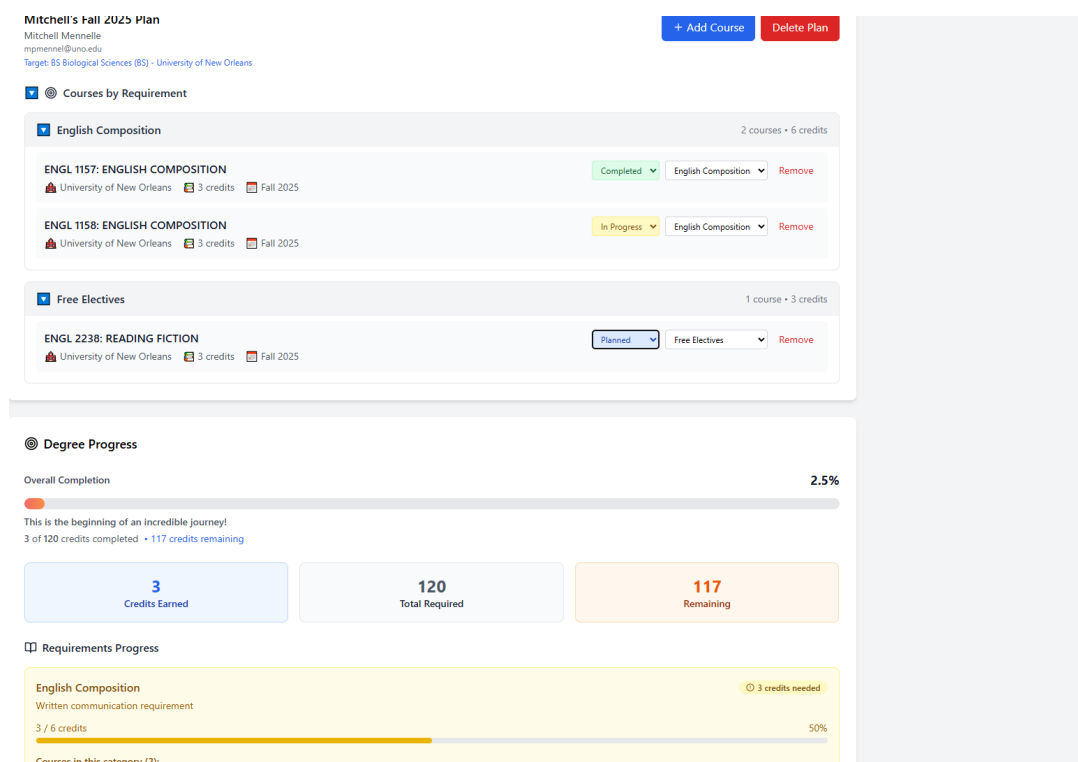 Mitchell's Fall 2025 Plan
Mitchell Mennelle
mpmennel@uno.edu
Target: BS Biological Sciences (BS) - University of New Orleans
+ Add Course
Delete Plan
Courses by Requirement
English Composition
2 courses • 6 credits
ENGL 1157: ENGLISH COMPOSITION
University of New Orleans 3 credits Fall 2025
Completed English Composition Remove
ENGL 1158: ENGLISH COMPOSITION
University of New Orleans 3 credits Fall 2025
In Progress English Composition Remove
Free Electives
1 course • 3 credits
ENGL 2238: READING FICTION
University of New Orleans 3 credits Fall 2025
Planned Free Electives Remove
Degree Progress
Overall Completion
2.5%
This is the beginning of an incredible journey!
3 of 120 credits completed • 117 credits remaining
3
Credits Earned
120
Total Required
117
Remaining
Requirements Progress
English Composition
3 credits needed
Written communication requirement
3 / 6 credits
50%
Courses in this category (2):